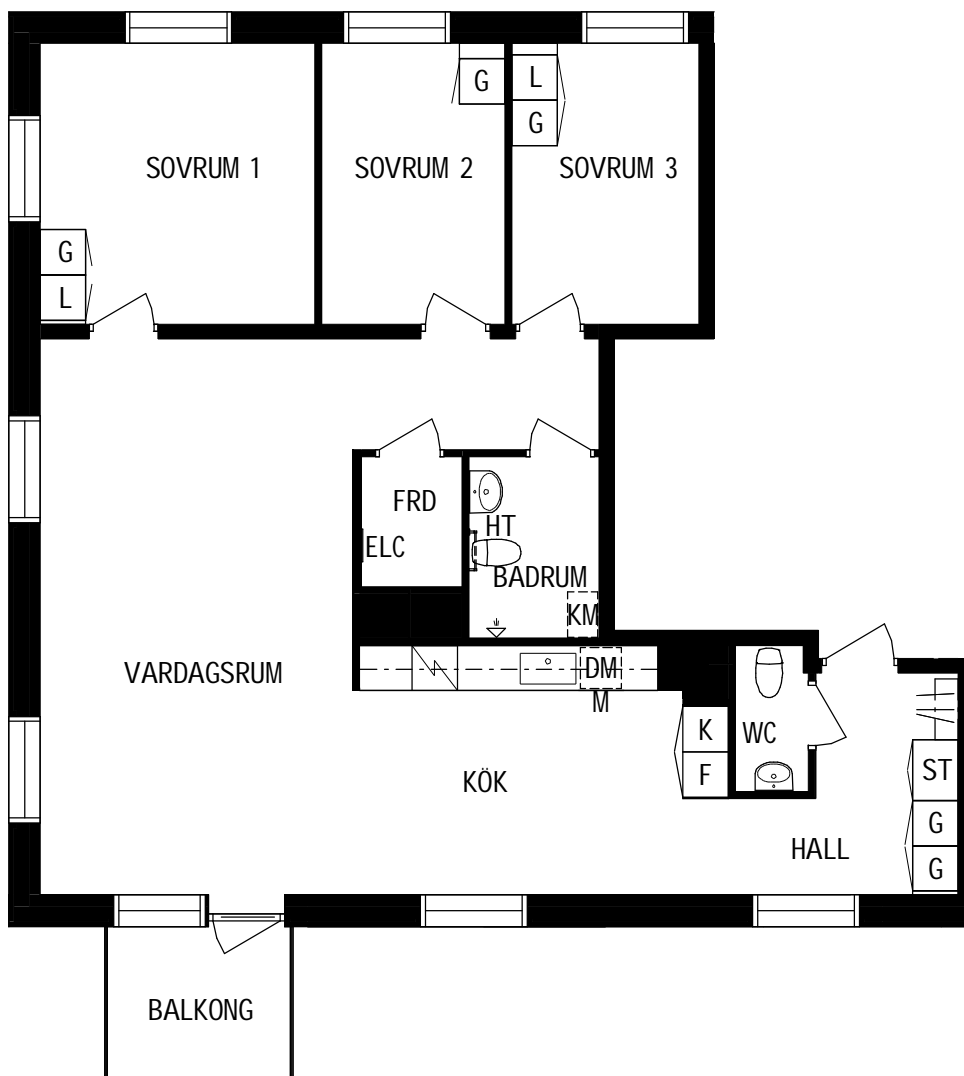 G
L
G
SOVRUM 1
SOVRUM 2
SOVRUM 3
G
L
FRD
HT
ELC
BADRUM
KM
VARDAGSRUM
DM
M
K
WC
F
KÖK
ST
G
HALL
G
BALKONG